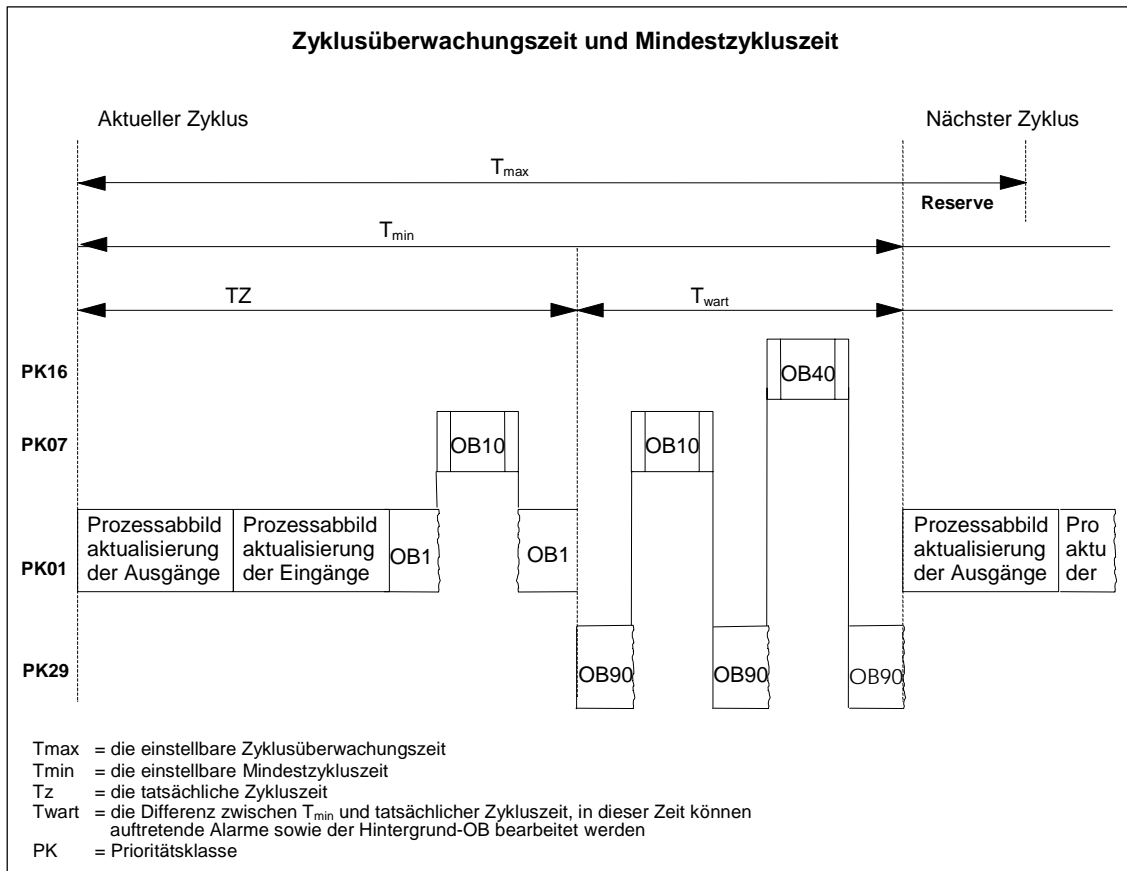 Zyklusüberwachungszeit und Mindestzykluszeit
Aktueller Zyklus
Nächster Zyklus
Tmax
Reserve
Tmin
TZ
Twart
PK16
OB40
PK07
OB10
OB10
PK01
Prozessabbild
aktualisierung
der Ausgänge
Prozessabbild
aktualisierung
der Eingänge
OB1
OB1
Prozessabbild
aktualisierung
der Ausgänge
Pro
aktu
der
PK29
OB90
OB90
OB90
Tmax = die einstellbare Zyklusüberwachungszeit
Tmin = die einstellbare Mindestzykluszeit
Tz = die tatsächliche Zykluszeit
Twart = die Differenz zwischen Tmin und tatsächlicher Zykluszeit, in dieser Zeit können
auftretende Alarme sowie der Hintergrund-OB bearbeitet werden
PK = Prioritätsklasse